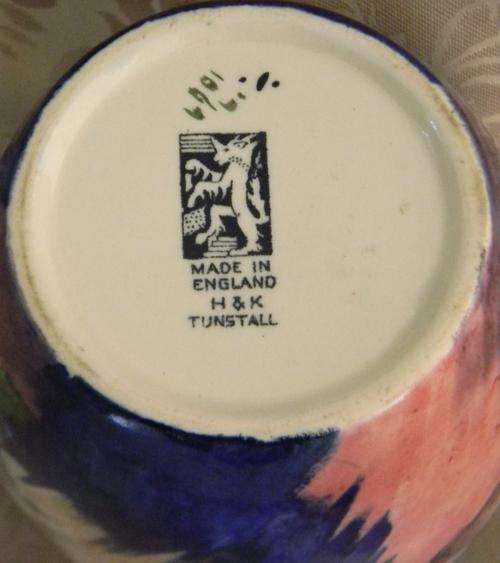 MADE IN
ENGLAND
H & K
TUNSTALL